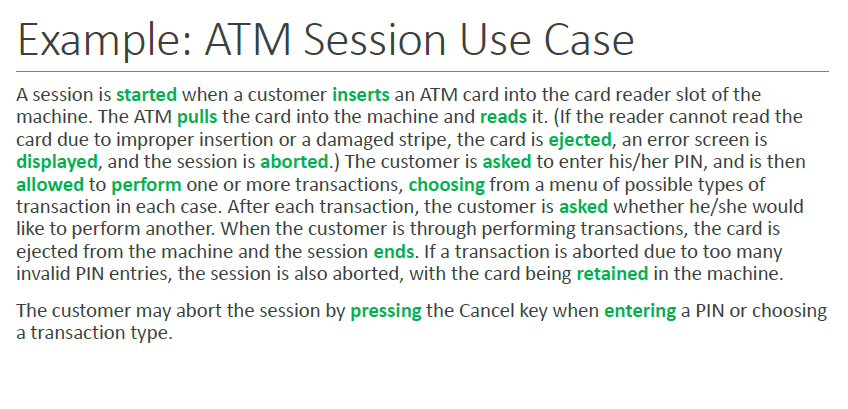 Example: ATM Session Use Case
A session is started when a customer inserts an ATM card into the card reader slot of the
machine. The ATM pulls the card into the machine and reads it. (If the reader cannot read the
card due to improper insertion or a damaged stripe, the card is ejected, an error screen is
displayed, and the session is aborted.) The customer is asked to enter his/her PIN, and is then
allowed to perform one or more transactions, choosing from a menu of possible types of
transaction in each case. After each transaction, the customer is asked whether he/she would
like to perform another. When the customer is through performing transactions, the card is
ejected from the machine and the session ends. If a transaction is aborted due to too many
invalid PIN entries, the session is also aborted, with the card being retained in the machine.
The customer may abort the session by pressing the Cancel key when entering a PIN or choosing
a transaction type.